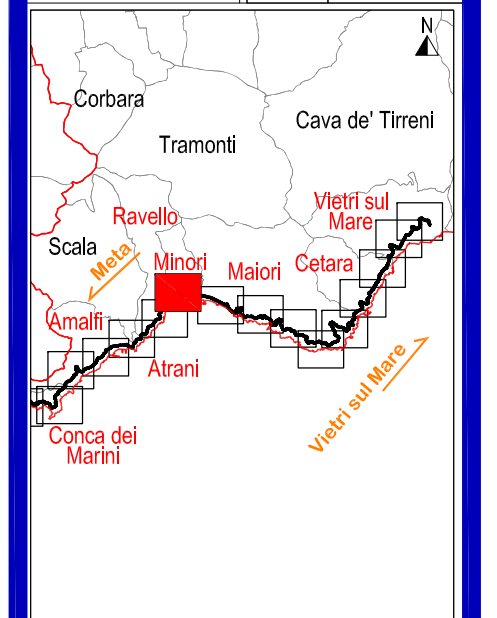 N
Corbara
Cava de' Tirreni
Tramonti
Vietri sul
Mare
Ravello
Scala
Meta
Minori
Maiori
Cetara
Amalfi
Atrani
Vietri sul Mare
Conca dei
Marini